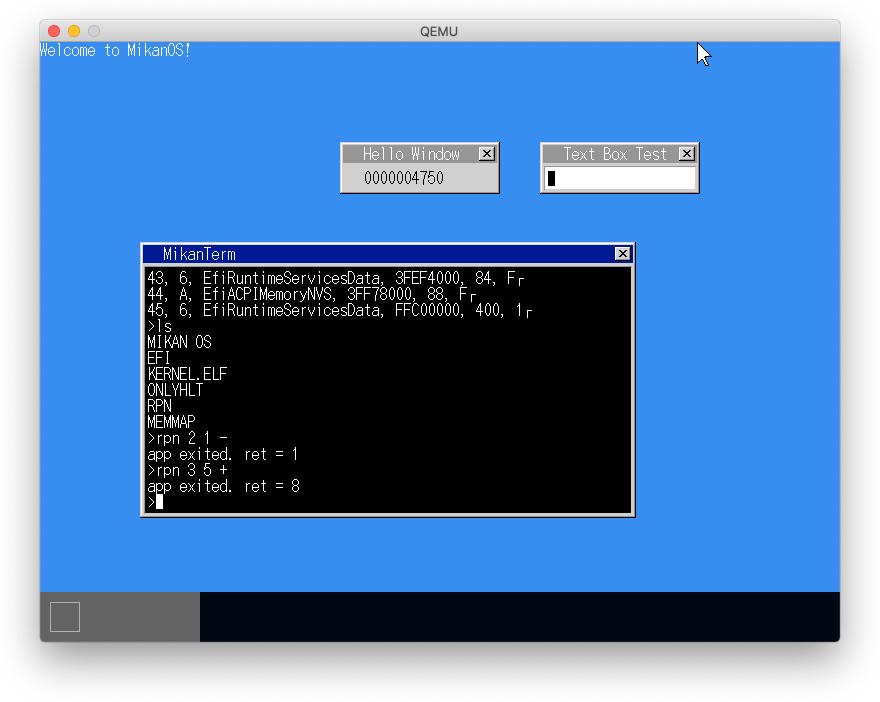 QEMU
Welcome to MikanOS!
Hello Window
0000004750
Text Box Test
MikanTerm
43, 6, EfiRuntimeServicesData, 3FEF4000, 84, F┌
44, A, EfiACPIMemoryNVS, 3FF78000, 88, F┌
45, 6, EfiRuntimeServicesData, FFC00000, 400, 1┌
>ls
MIKAN OS
EFI
KERNEL.ELF
ONLYHLT
RPN
MEMMAP
>rpn 2 1 -
app exited. ret = 1
>rpn 3 5 +
app exited. ret = 8
>